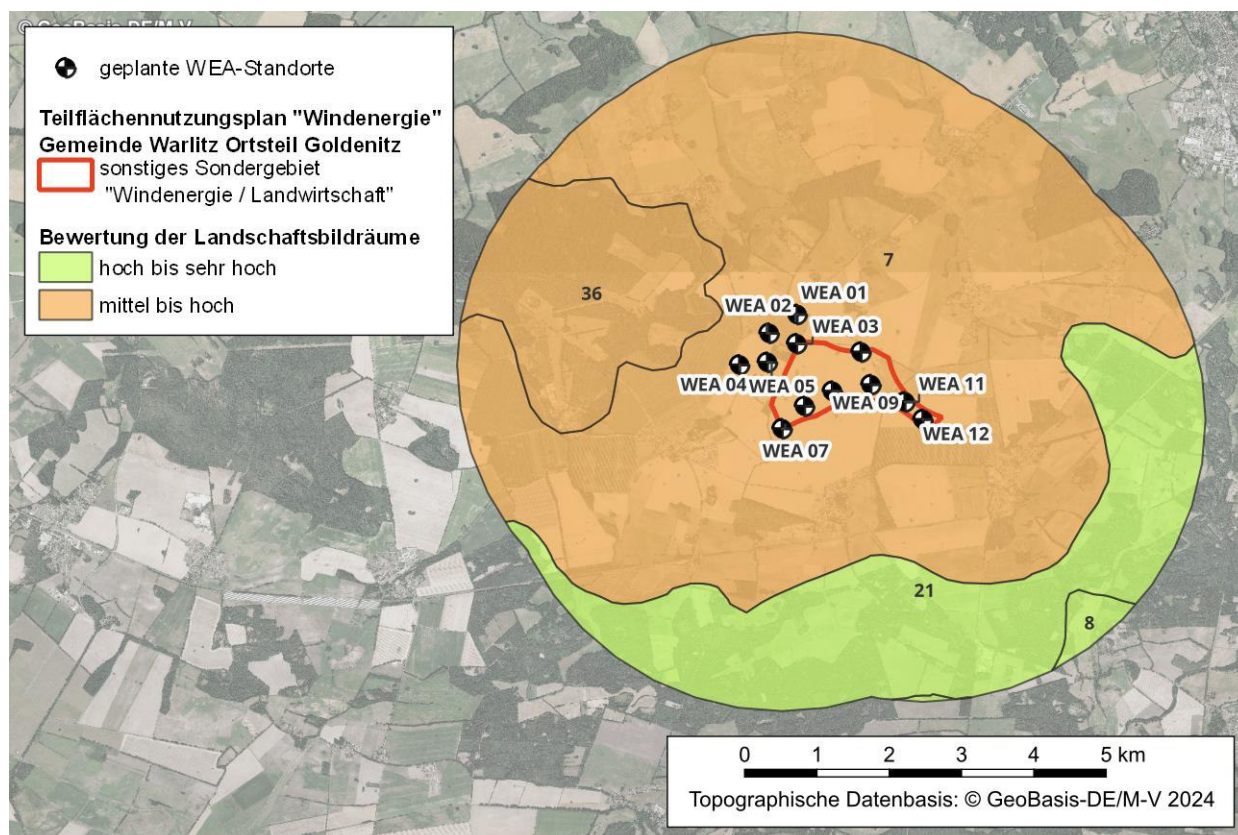 © GeoBasis-DE/M-V
geplante WEA-Standorte
Teilflächennutzungsplan "Windenergie"
Gemeinde Warlitz Ortsteil Goldenitz
sonstiges Sondergebiet
"Windenergie / Landwirtschaft"
Bewertung der Landschaftsbildräume
hoch bis sehr hoch
mittel bis hoch
7
36
WEA 01
WEA 02
WEA 03
WEA 04
WEA 05
WEA 09
WEA 11
WEA 12
WEA 07
21
8
0 1 2 3 4 5 km
Topographische Datenbasis: © GeoBasis-DE/M-V 2024